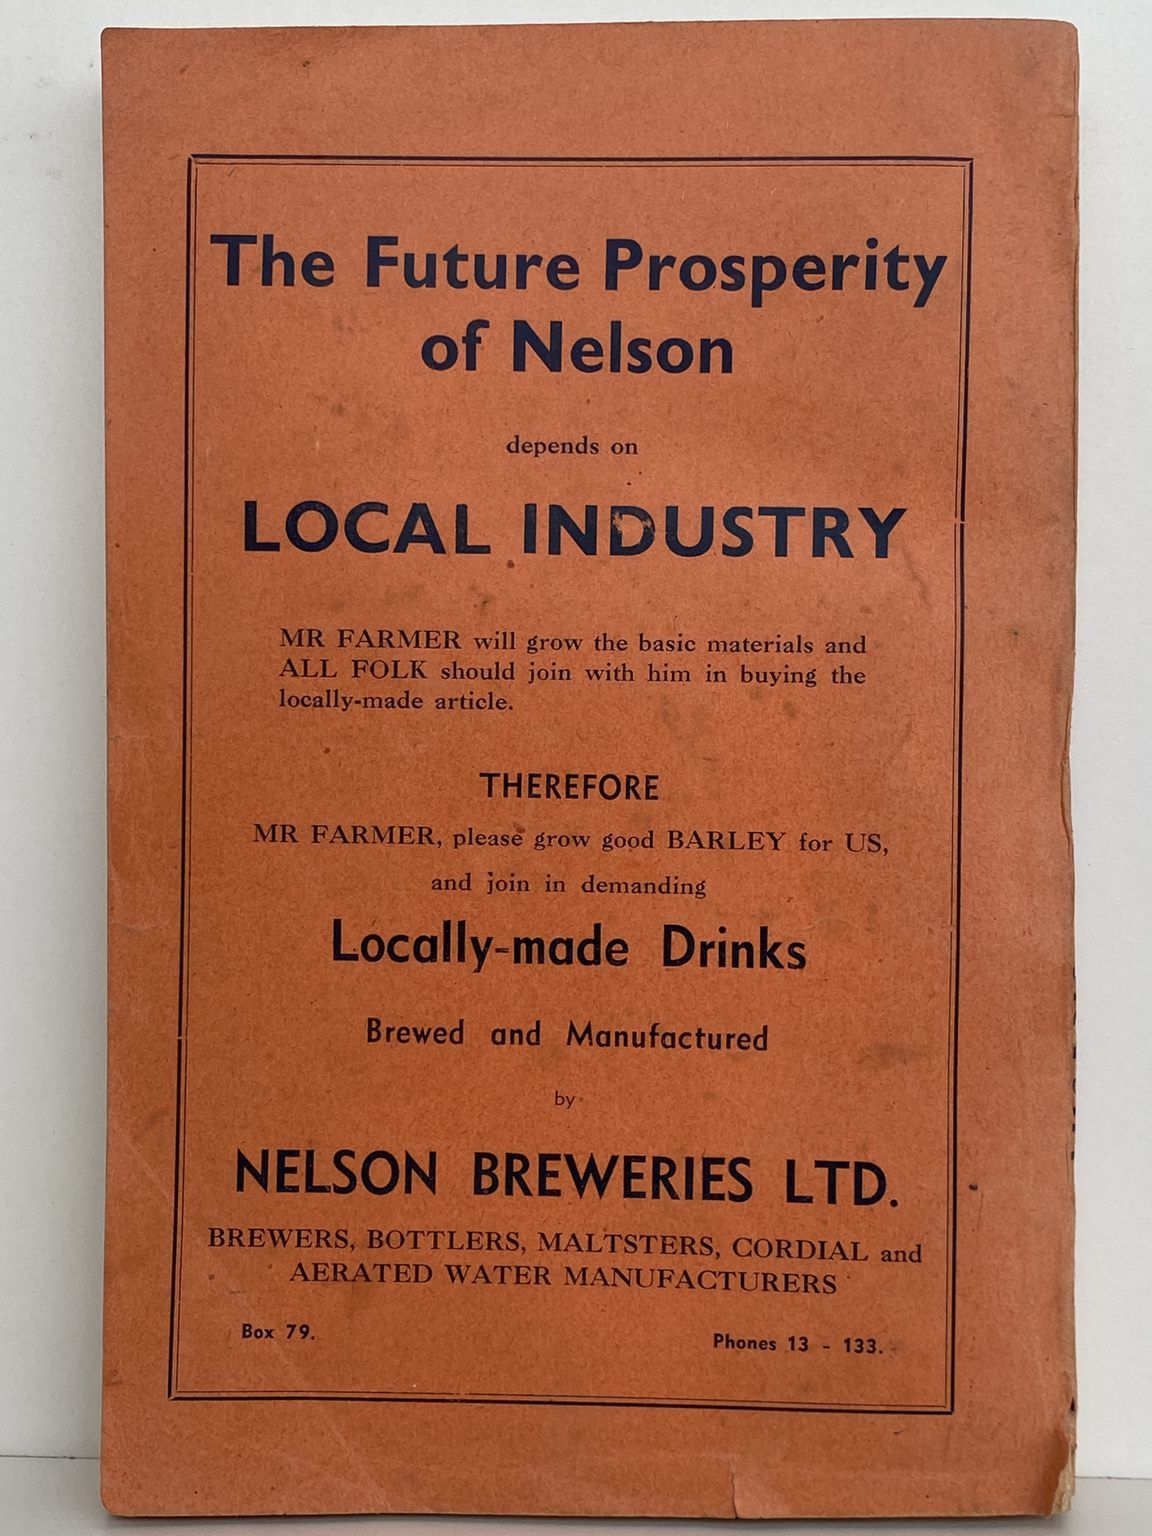 The Future Prosperity
of Nelson
depends on
LOCAL INDUSTRY
MR FARMER will grow the basic materials and
ALL FOLK should join with him in buying the
locally-made article.
THEREFORE
MR FARMER, please grow good BARLEY for US,
and join in demanding
Locally-made Drinks
Brewed and Manufactured
by
NELSON BREWERIES LTD.
BREWERS, BOTTLERS, MALTSTERS, CORDIAL and
AERATED WATER MANUFACTURERS
Box 79.
Phones 13 - 133.